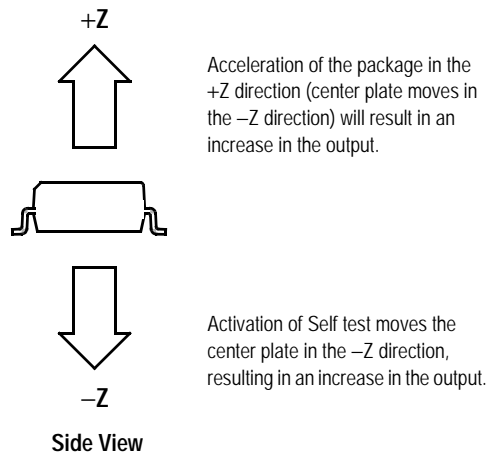 +Z
Acceleration of the package in the
+Z direction (center plate moves in
the –Z direction) will result in an
increase in the output.
Activation of Self test moves the
center plate in the –Z direction,
resulting in an increase in the output.
–Z
Side View